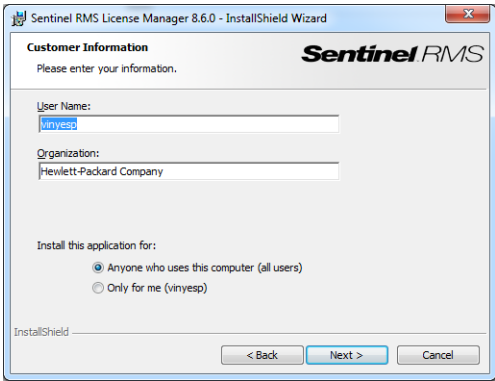 Sentinel RMS License Manager 8.6.0 - InstallShield Wizard
Customer Information
Please enter your information.
Sentinel RMS
User Name:
vinyesp
Organization:
Hewlett-Packard Company
Install this application for:
Anyone who uses this computer (all users)
Only for me (vinyesp)
InstallShield
< Back Next > Cancel